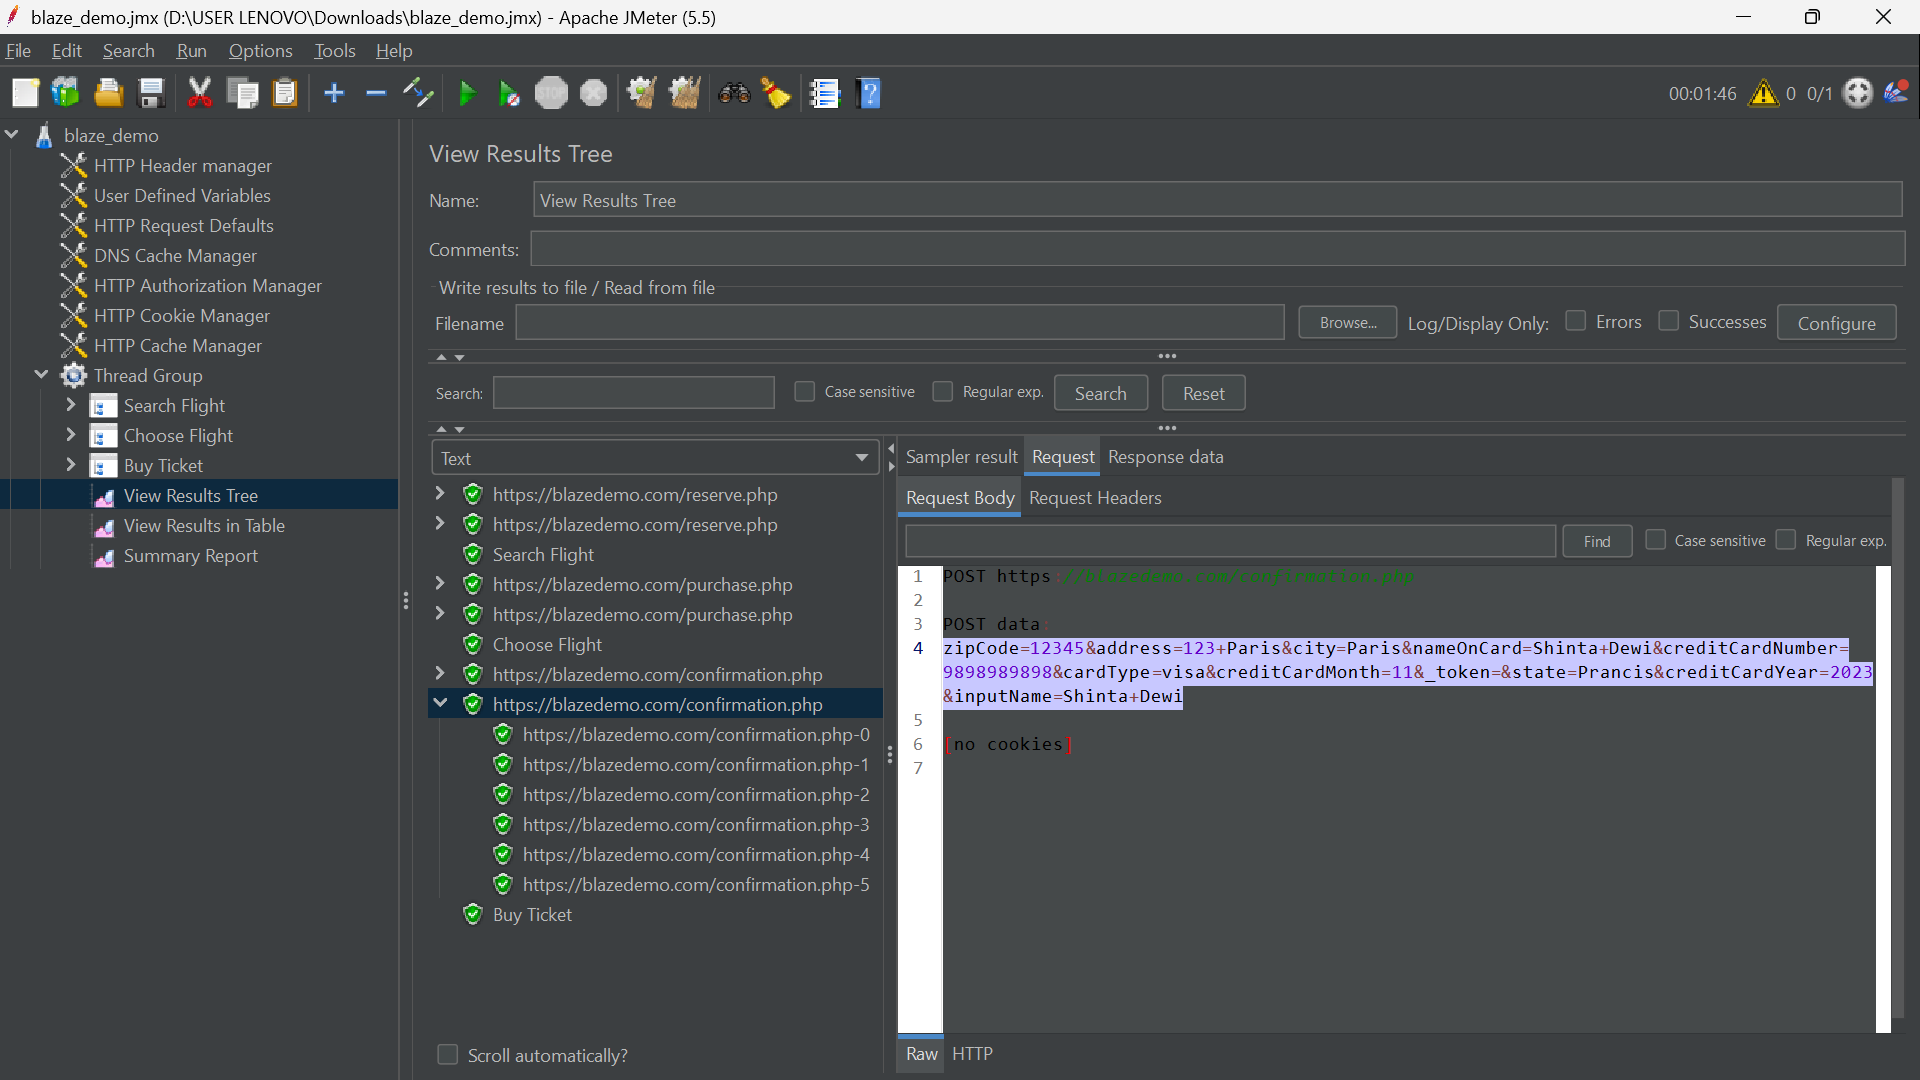 blaze_demo.jmx (D:\USER LENOVO\Downloads\blaze_demo.jmx) - Apache JMeter (5.5)
File Edit Search Run Options Tools Help
STOP
00:01:46 0 0/1
blaze_demo
HTTP Header manager
User Defined Variables
HTTP Request Defaults
DNS Cache Manager
HTTP Authorization Manager
HTTP Cookie Manager
HTTP Cache Manager
Thread Group
Search Flight
Choose Flight
Buy Ticket
View Results Tree
View Results in Table
Summary Report
View Results Tree
Name: View Results Tree
Comments:
Write results to file / Read from file
Filename Browse... Log/Display Only: Errors Successes Configure
Search: Case sensitive Regular exp. Search Reset
Text
https://blazedemo.com/reserve.php
https://blazedemo.com/reserve.php
Search Flight
https://blazedemo.com/purchase.php
https://blazedemo.com/purchase.php
Choose Flight
https://blazedemo.com/confirmation.php
https://blazedemo.com/confirmation.php
https://blazedemo.com/confirmation.php-0
https://blazedemo.com/confirmation.php-1
https://blazedemo.com/confirmation.php-2
https://blazedemo.com/confirmation.php-3
https://blazedemo.com/confirmation.php-4
https://blazedemo.com/confirmation.php-5
Buy Ticket
Scroll automatically?
Sampler result Request Response data
Request Body Request Headers
Find Case sensitive Regular exp.
1 POST https://blazedemo.com/confirmation.php
2
3 POST data:
4 zipCode=12345&address=123+Paris&city=Paris&nameOnCard=Shinta+Dewi&creditCardNumber=
9898989898&cardType=visa&creditCardMonth=11&_token=&state=Prancis&creditCardYear=2023
&inputName=Shinta+Dewi
5
6 [no cookies]
7
Raw HTTP